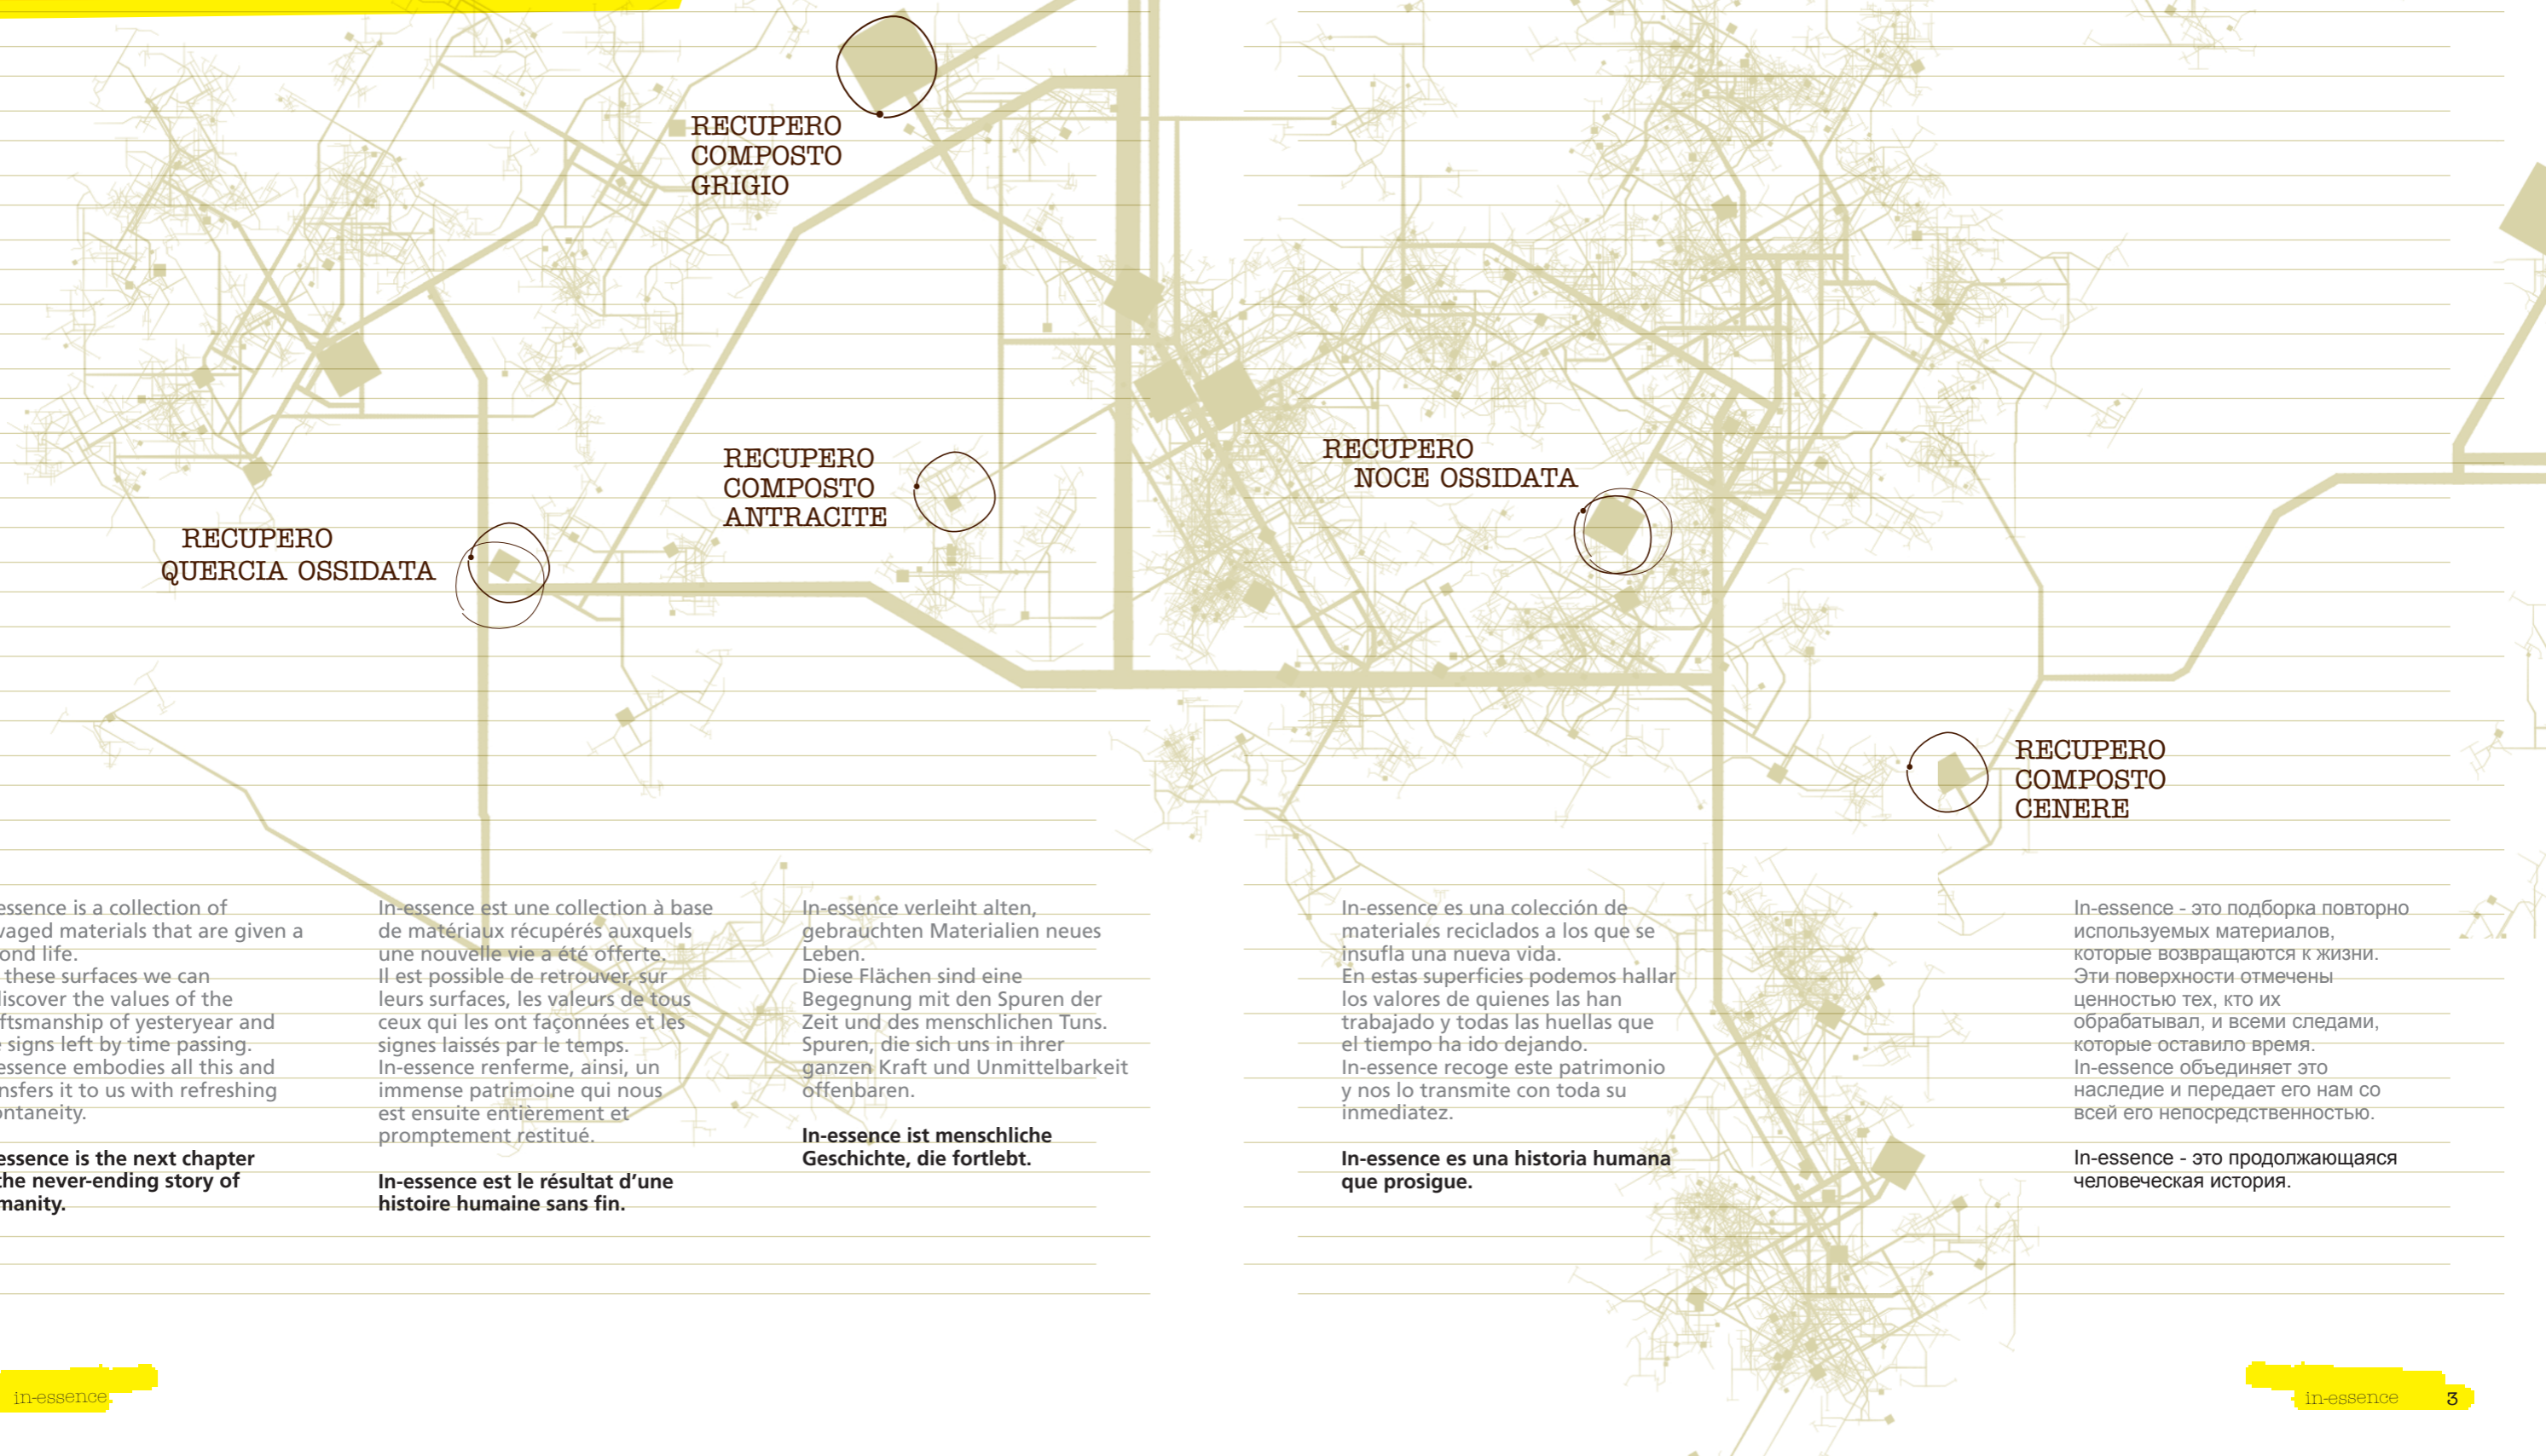 RECUPERO
COMPOSTO
GRIGIO
RECUPERO
COMPOSTO
ANTRACITE
RECUPERO
NOCE OSSIDATA
RECUPERO
QUERCIA OSSIDATA
RECUPERO
COMPOSTO
CENERE
essence is a collection of
materials that are given a
life.
these surfaces we can
the values of the
of yesteryear and
signs left by time passing.
essence embodies all this and
it to us with refreshing
essence is the next chapter
the never-ending story of
In-essence est une collection à base
de matériaux récupérés auxquels
une nouvelle vie a été offerte.
Il est possible de retrouver, sur
leurs surfaces, les valeurs de tous
ceux qui les ont façonnées et les
signes laissés par le temps.
In-essence renferme, ainsi, un
immense patrimoine qui nous
est ensuite entièrement et
promptement restitué.
In-essence est le résultat d’une
histoire humaine sans fin.
In-essence verleiht alten,
gebrauchten Materialien neues
Leben.
Diese Flächen sind eine
Begegnung mit den Spuren der
Zeit und des menschlichen Tuns.
Spuren, die sich uns in ihrer
ganzen Kraft und Unmittelbarkeit
offenbaren.
In-essence ist menschliche
Geschichte, die fortlebt.
In-essence es una colección de
materiales reciclados a los que se
insufla una nueva vida.
En estas superficies podemos hallar
los valores de quienes las han
trabajado y todas las huellas que
el tiempo ha ido dejando.
In-essence recoge este patrimonio
y nos lo transmite con toda su
inmediatez.
In-essence es una historia humana
que prosigue.
In-essence - это подборка повторно
используемых материалов,
которые возвращаются к жизни.
Эти поверхности отмечены
ценностью тех, кто их
обрабатывал, и всеми следами,
которые оставило время.
In-essence объединяет это
наследие и передает его нам со
всей его непосредственностью.
In-essence - это продолжающаяся
человеческая история.
in-essence
in-essence 3